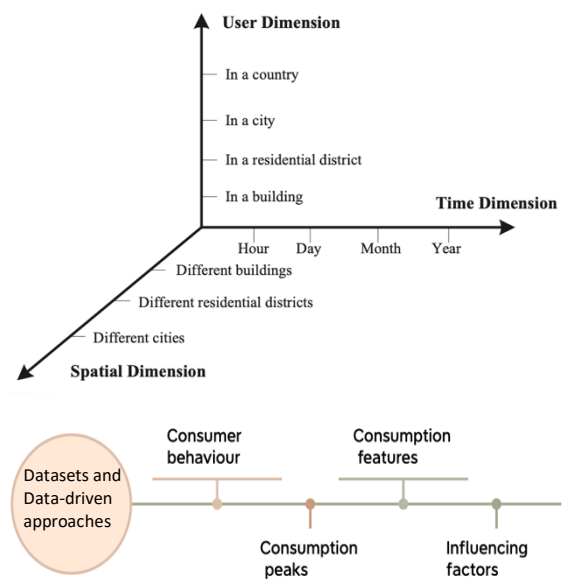 User Dimension
In a country
In a city
In a residential district
In a building
Time Dimension
Hour
Day
Month
Year
Different buildings
Different residential districts
Different cities
Spatial Dimension
Datasets and
Data-driven
approaches
Consumer
behaviour
Consumption
peaks
Consumption
features
Influencing
factors